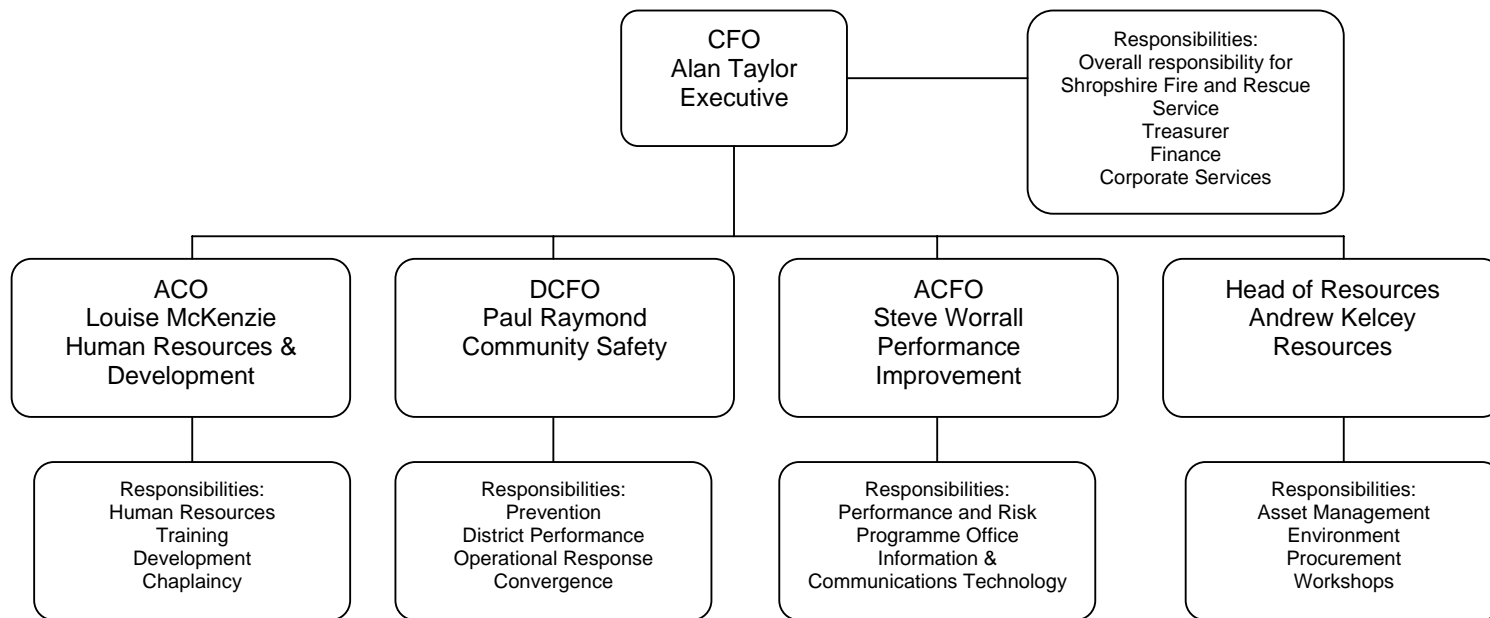 CFO
Alan Taylor
Executive
Responsibilities:
Overall responsibility for
Shropshire Fire and Rescue
Service
Treasurer
Finance
Corporate Services
ACO
Louise McKenzie
Human Resources &
Development
DCFO
Paul Raymond
Community Safety
ACFO
Steve Worrall
Performance
Improvement
Head of Resources
Andrew Kelcey
Resources
Responsibilities:
Human Resources
Training
Development
Chaplaincy
Responsibilities:
Prevention
District Performance
Operational Response
Convergence
Responsibilities:
Performance and Risk
Programme Office
Information &
Communications Technology
Responsibilities:
Asset Management
Environment
Procurement
Workshops